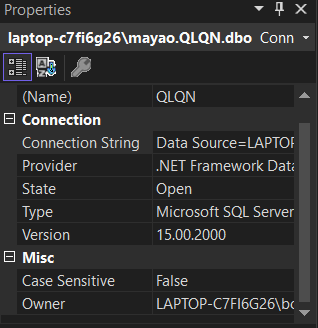 Properties
laptop-c7fi6g26\mayao.QLQN.dbo Conn
(Name) QLQN
Connection
Connection String Data Source=LAPTOP
Provider .NET Framework Data
State Open
Type Microsoft SQL Server
Version 15.00.2000
Misc
Case Sensitive False
Owner LAPTOP-C7FI6G26\bo